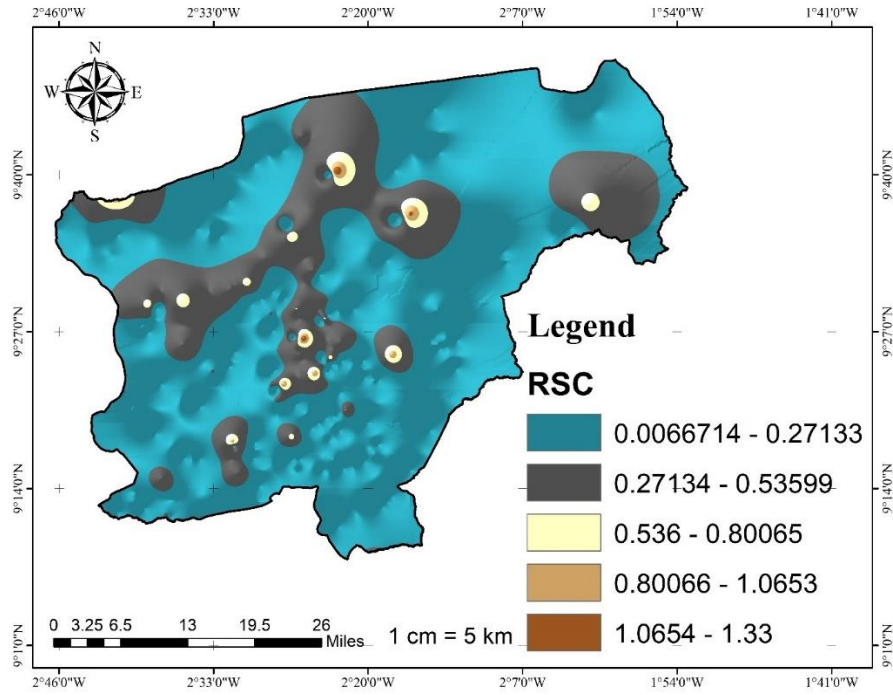 2°46'0"W 2°33'0"W 2°20'0"W 2°7'0"W 1°54'0"W 1°41'0"W
N
W E
S
9°40'0"N 9°40'0"N
9°27'0"N 9°27'0"N
Legend
RSC
0.0066714 - 0.27133
0.27134 - 0.53599
9°14'0"N 9°14'0"N
0.536 - 0.80065
0.80066 - 1.0653
1.0654 - 1.33
0 3.25 6.5 13 19.5 26
Miles
1 cm = 5 km
9°1'0"N 9°1'0"N
2°46'0"W 2°33'0"W 2°20'0"W 2°7'0"W 1°54'0"W 1°41'0"W